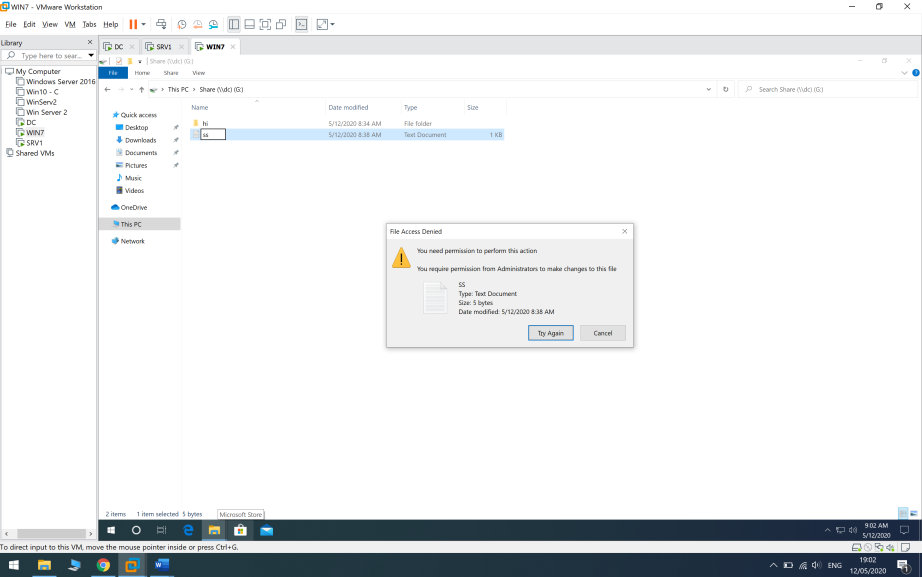 WIN7 - VMware Workstation
File Edit View VM Tabs Help
Library
Type here to sear...
My Computer
Windows Server 2016
Win10 - C
WinServ2
Win Server 2
DC
WIN7
SRV1
Shared VMs
DC SRV1 WIN7
Share (\\dc) (G:)
File Home Share View
This PC Share (\\dc) (G:)
Search Share (\\dc) (G:)
Quick access
Desktop
Downloads
Documents
Pictures
Music
Videos
OneDrive
This PC
Network
Name Date modified Type Size
hi 5/12/2020 8:34 AM File folder
ss 5/12/2020 8:38 AM Text Document 1 KB
File Access Denied
You need permission to perform this action
You require permission from Administrators to make changes to this file
SS
Type: Text Document
Size: 5 bytes
Date modified: 5/12/2020 8:38 AM
Try Again Cancel
2 items 1 item selected 5 bytes
Microsoft Store
9:02 AM
5/12/2020
To direct input to this VM, move the mouse pointer inside or press Ctrl+G.
ENG
19:02
12/05/2020